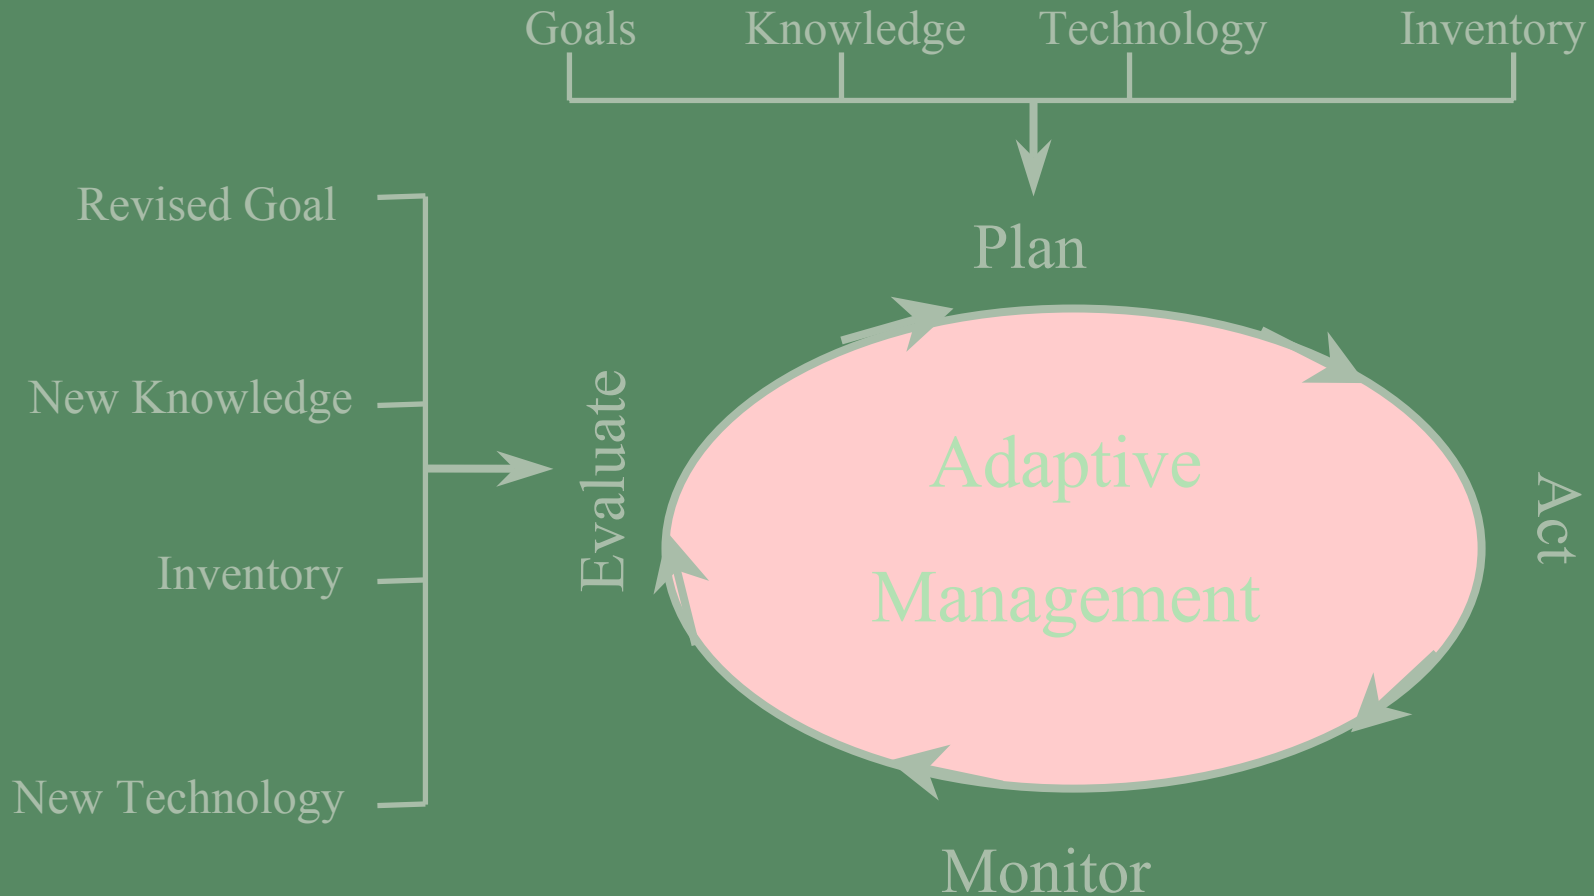 Goals Knowledge Technology Inventory
Revised Goal
Plan
New Knowledge
Evaluate
Adaptive
Management
Act
Inventory
New Technology
Monitor